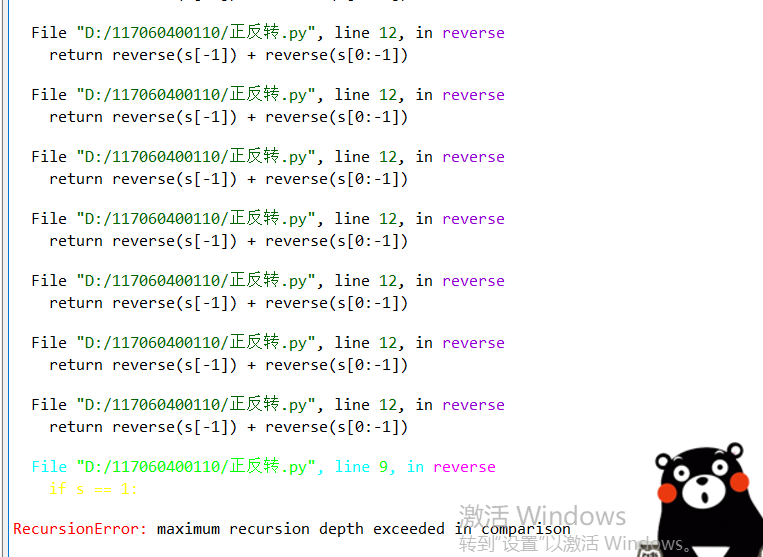 File "D:/117060400110/正反转.py", line 12, in reverse
return reverse(s[-1]) + reverse(s[0:-1])
File "D:/117060400110/正反转.py", line 12, in reverse
return reverse(s[-1]) + reverse(s[0:-1])
File "D:/117060400110/正反转.py", line 12, in reverse
return reverse(s[-1]) + reverse(s[0:-1])
File "D:/117060400110/正反转.py", line 12, in reverse
return reverse(s[-1]) + reverse(s[0:-1])
File "D:/117060400110/正反转.py", line 12, in reverse
return reverse(s[-1]) + reverse(s[0:-1])
File "D:/117060400110/正反转.py", line 12, in reverse
return reverse(s[-1]) + reverse(s[0:-1])
File "D:/117060400110/正反转.py", line 12, in reverse
return reverse(s[-1]) + reverse(s[0:-1])
File "D:/117060400110/正反转.py", line 9, in reverse
if s == 1:
激活 Windows
RecursionError: maximum recursion depth exceeded in comparison
转到"设置"以激活 Windows。